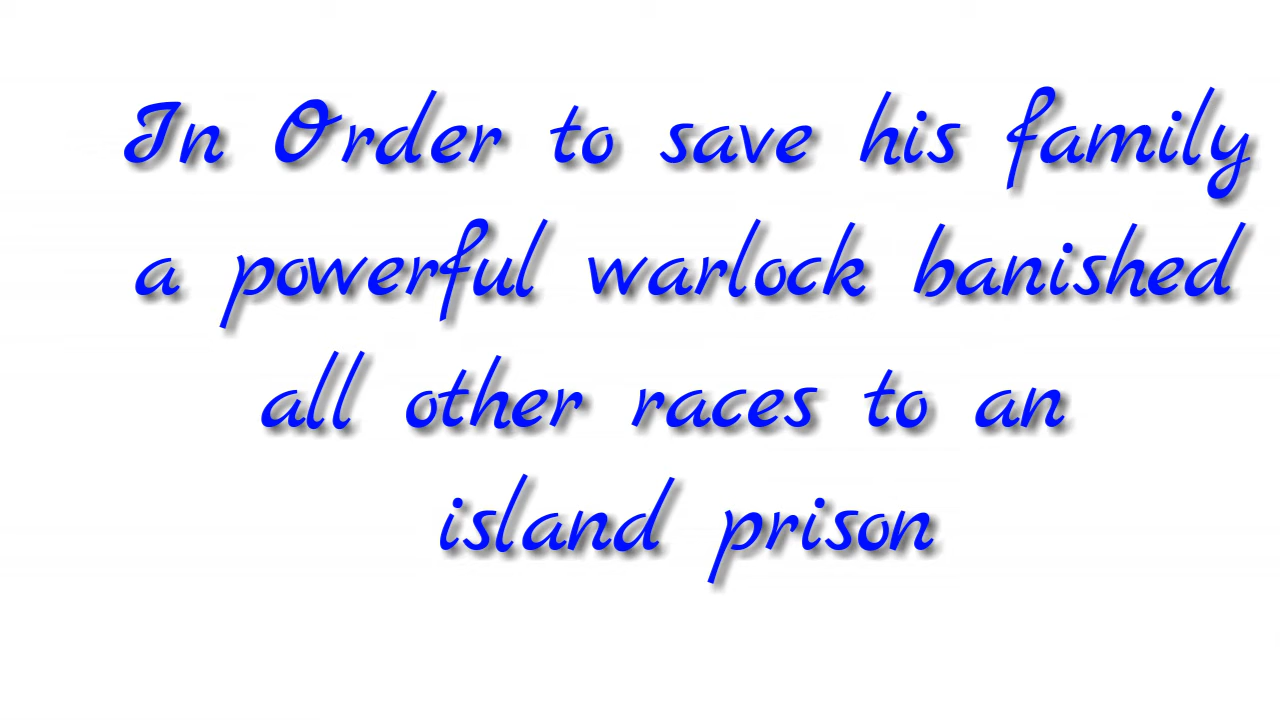 In Order to save his family
a powerful warlock banished
all other races to an
island prison